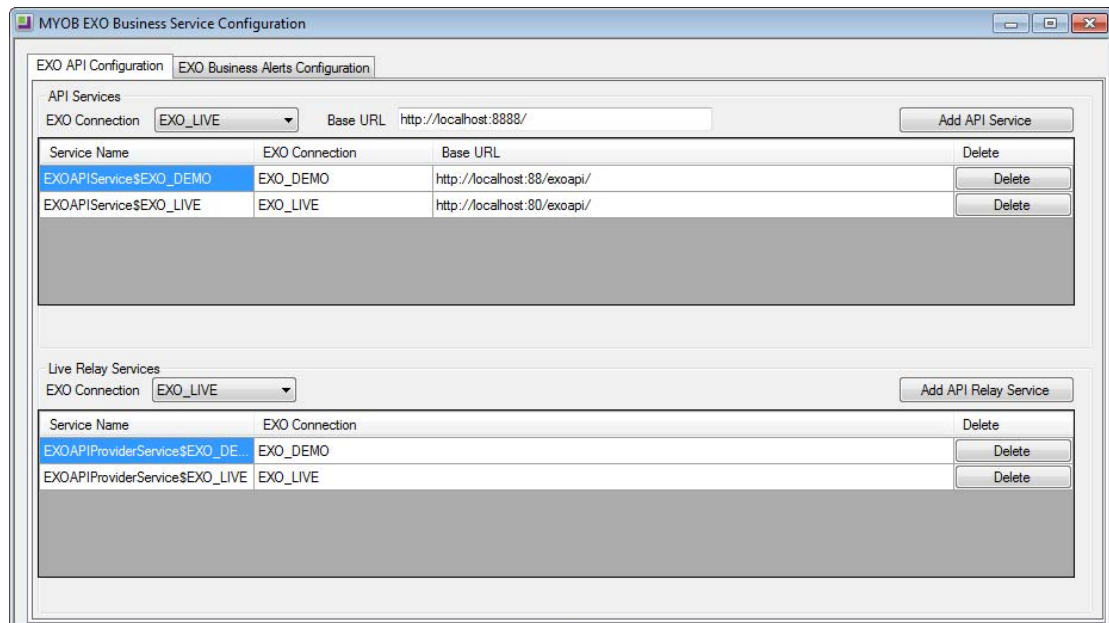 MYOB EXO Business Service Configuration
EXO API Configuration EXO Business Alerts Configuration
API Services
EXO Connection EXO_LIVE Base URL http://localhost:8888/ Add API Service
Service Name EXO Connection Base URL Delete
EXOAPIService$EXO_DEMO EXO_DEMO http://localhost:88/exoapi/ Delete
EXOAPIService$EXO_LIVE EXO_LIVE http://localhost:80/exoapi/ Delete
Live Relay Services
EXO Connection EXO_LIVE Add API Relay Service
Service Name EXO Connection Delete
EXOAPIProviderService$EXO_DE... EXO_DEMO Delete
EXOAPIProviderService$EXO_LIVE EXO_LIVE Delete